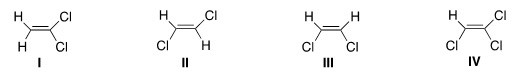 H Cl H Cl H H H Cl
H Cl Cl H Cl Cl Cl Cl
I II III IV